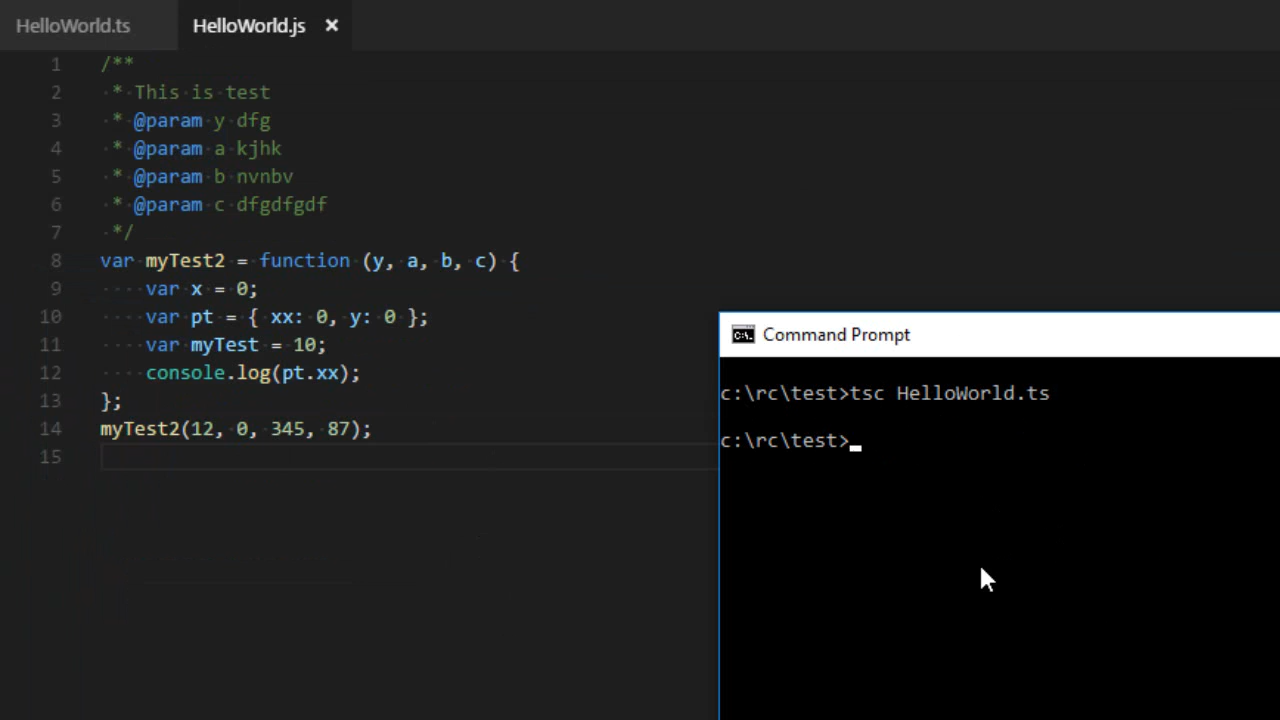 HelloWorld.ts
HelloWorld.js ×
1 /**
2  * This is test
3  * @param y dfg
4  * @param a kjhk
5  * @param b nvnbv
6  * @param c dfgdfgdf
7  */
8 var myTest2 = function (y, a, b, c) {
9     var x = 0;
10     var pt = { xx: 0, y: 0 };
11     var myTest = 10;
12     console.log(pt.xx);
13 };
14 myTest2(12, 0, 345, 87);
15
C:\. Command Prompt
c:\rc\test>tsc HelloWorld.ts
c:\rc\test>